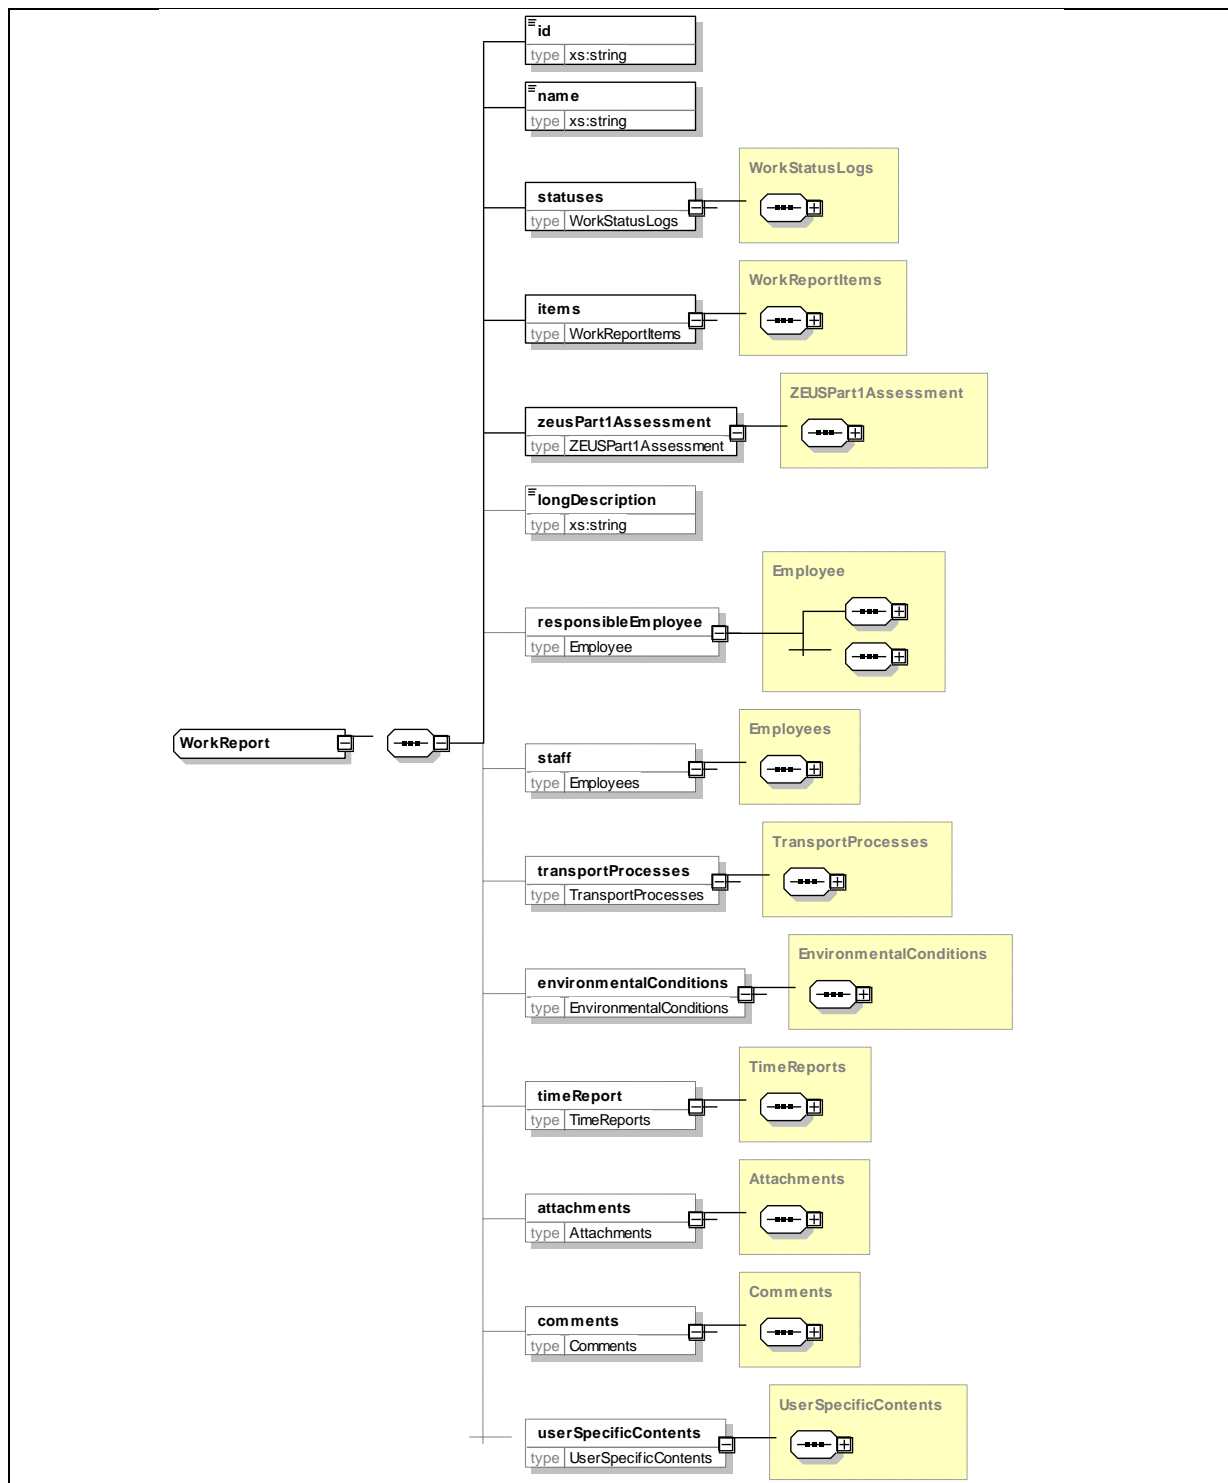 id
type xs:string
name
type xs:string
WorkStatusLogs
statuses
type WorkStatusLogs
WorkReportItems
items
type WorkReportItems
ZEUSPart1Assessment
zeusPart1Assessment
type ZEUSPart1Assessment
longDescription
type xs:string
Employee
responsibleEmployee
type Employee
WorkReport
Employees
staff
type Employees
TransportProcesses
transportProcesses
type TransportProcesses
EnvironmentalConditions
environmentalConditions
type EnvironmentalConditions
TimeReports
timeReport
type TimeReports
Attachments
attachments
type Attachments
Comments
comments
type Comments
UserSpecificContents
userSpecificContents
type UserSpecificContents